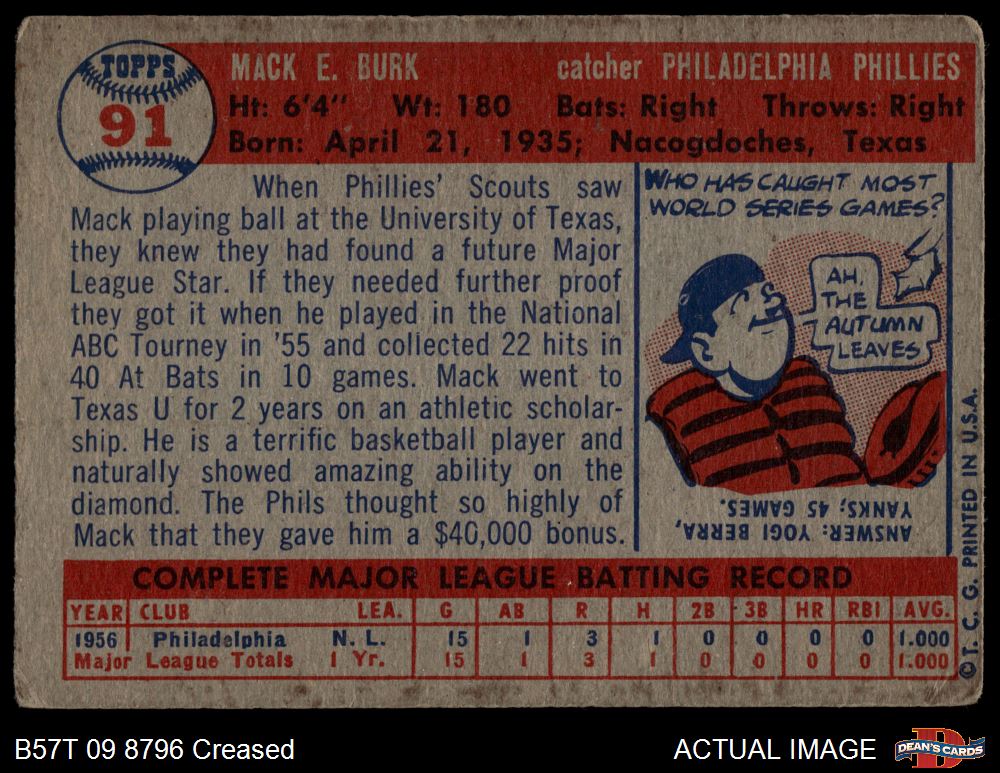 TOPPS
91
MACK E. BURK catcher PHILADELPHIA PHILLIES
Ht: 6'4" Wt: 180 Bats: Right Throws: Right
Born: April 21, 1935; Nacogdoches, Texas
When Phillies' Scouts saw
Mack playing ball at the University of Texas,
they knew they had found a future Major
League Star. If they needed further proof
they got it when he played in the National
ABC Tourney in '55 and collected 22 hits in
40 At Bats in 10 games. Mack went to
Texas U for 2 years on an athletic scholar-
ship. He is a terrific basketball player and
naturally showed amazing ability on the
diamond. The Phils thought so highly of
Mack that they gave him a $40,000 bonus.
WHO HAS CAUGHT MOST
WORLD SERIES GAMES?
AH,
THE
AUTUMN
LEAVES
ANSWER: YOGI BERRA,
YANKS; 45 GAMES.
COMPLETE MAJOR LEAGUE BATTING RECORD
YEAR CLUB LEA. G AB R H 2B 3B HR RBI AVG.
1956 Philadelphia N. L. 15 1 3 1 0 0 0 0 1.000
Major League Totals 1 Yr. 15 1 3 1 0 0 0 0 1.000
©T. C. G. PRINTED IN U.S.A.
B57T 09 8796 Creased
ACTUAL IMAGE
D
DEAN'S CARDS